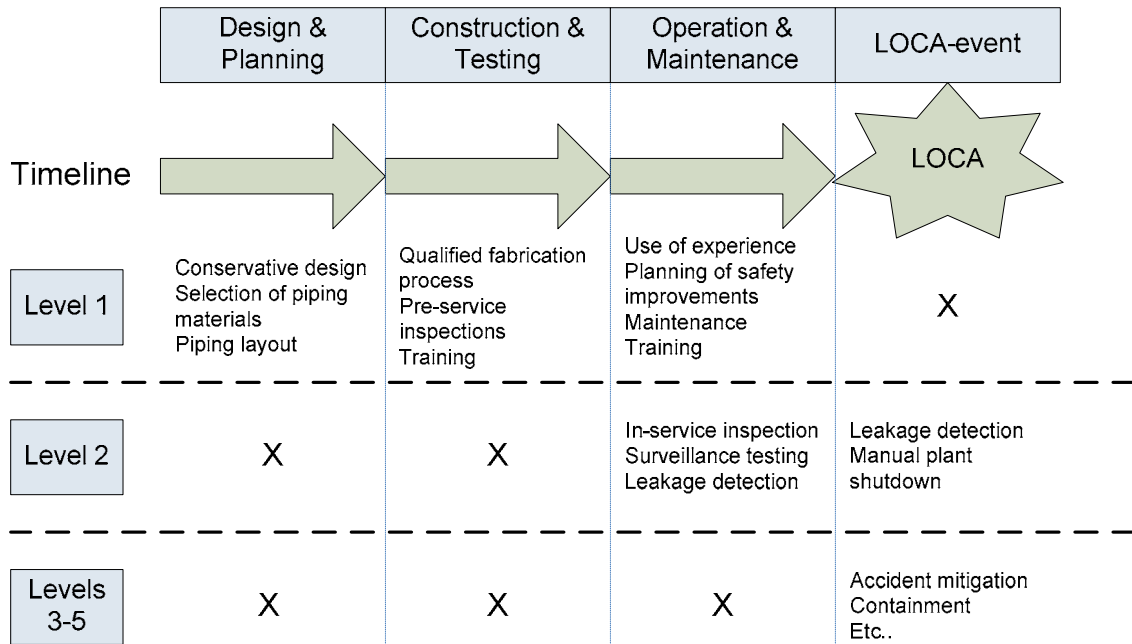 Design &
Planning
Construction &
Testing
Operation &
Maintenance
LOCA-event
Timeline
LOCA
Level 1
Conservative design
Selection of piping
materials
Piping layout
Qualified fabrication
process
Pre-service
inspections
Training
Use of experience
Planning of safety
improvements
Maintenance
Training
X
Level 2
X
X
In-service inspection
Surveillance testing
Leakage detection
Leakage detection
Manual plant
shutdown
Levels
3-5
X
X
X
Accident mitigation
Containment
Etc..